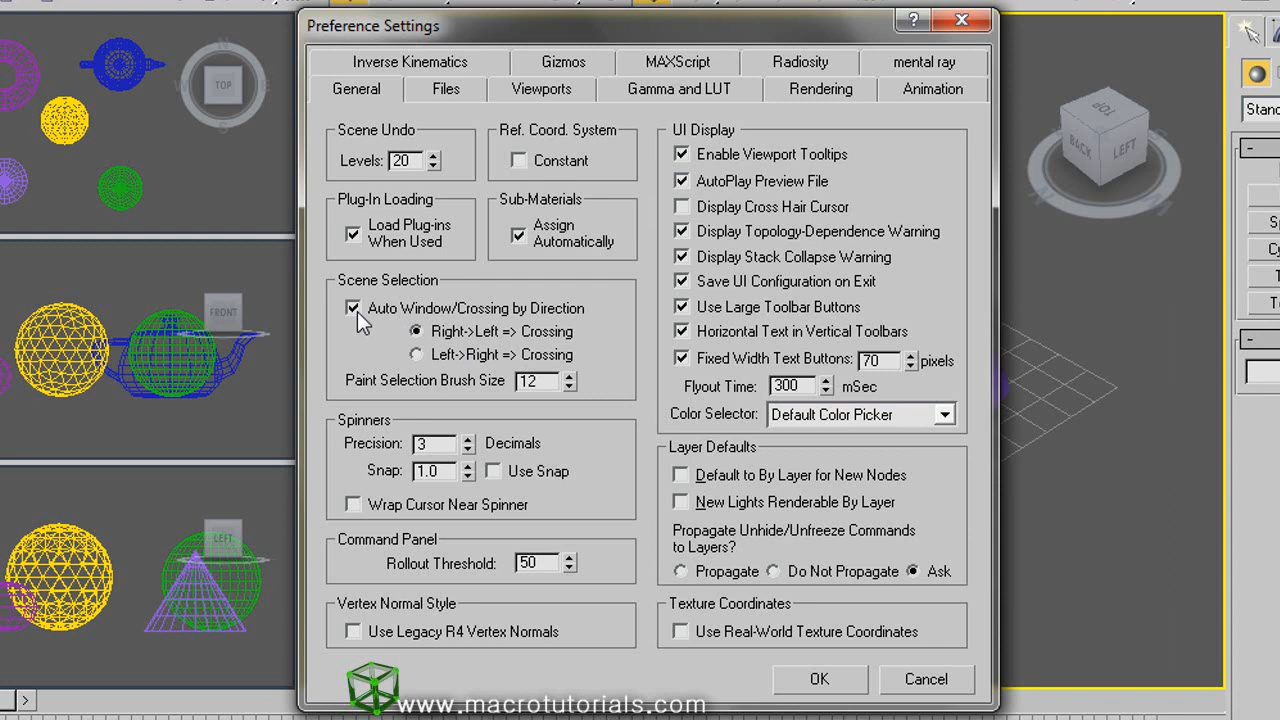 Preference Settings
Inverse Kinematics Gizmos MAXScript Radiosity mental ray
General Files Viewports Gamma and LUT Rendering Animation
Scene Undo
Levels: 20
Ref. Coord. System
Constant
Plug-In Loading
Load Plug-ins
When Used
Sub-Materials
Assign
Automatically
Scene Selection
Auto Window/Crossing by Direction
Right->Left => Crossing
Left->Right => Crossing
Paint Selection Brush Size 12
Spinners
Precision: 3 Decimals
Snap: 1.0 Use Snap
Wrap Cursor Near Spinner
Command Panel
Rollout Threshold: 50
Vertex Normal Style
Use Legacy R4 Vertex Normals
UI Display
Enable Viewport Tooltips
AutoPlay Preview File
Display Cross Hair Cursor
Display Topology-Dependence Warning
Display Stack Collapse Warning
Save UI Configuration on Exit
Use Large Toolbar Buttons
Horizontal Text in Vertical Toolbars
Fixed Width Text Buttons: 70 pixels
Flyout Time: 300 mSec
Color Selector: Default Color Picker
Layer Defaults
Default to By Layer for New Nodes
New Lights Renderable By Layer
Propagate Unhide/Unfreeze Commands
to Layers?
Propagate Do Not Propagate Ask
Texture Coordinates
Use Real-World Texture Coordinates
OK Cancel
www.macrotutorials.com
TOP
FRONT
LEFT
TOP
BACK LEFT
Stand